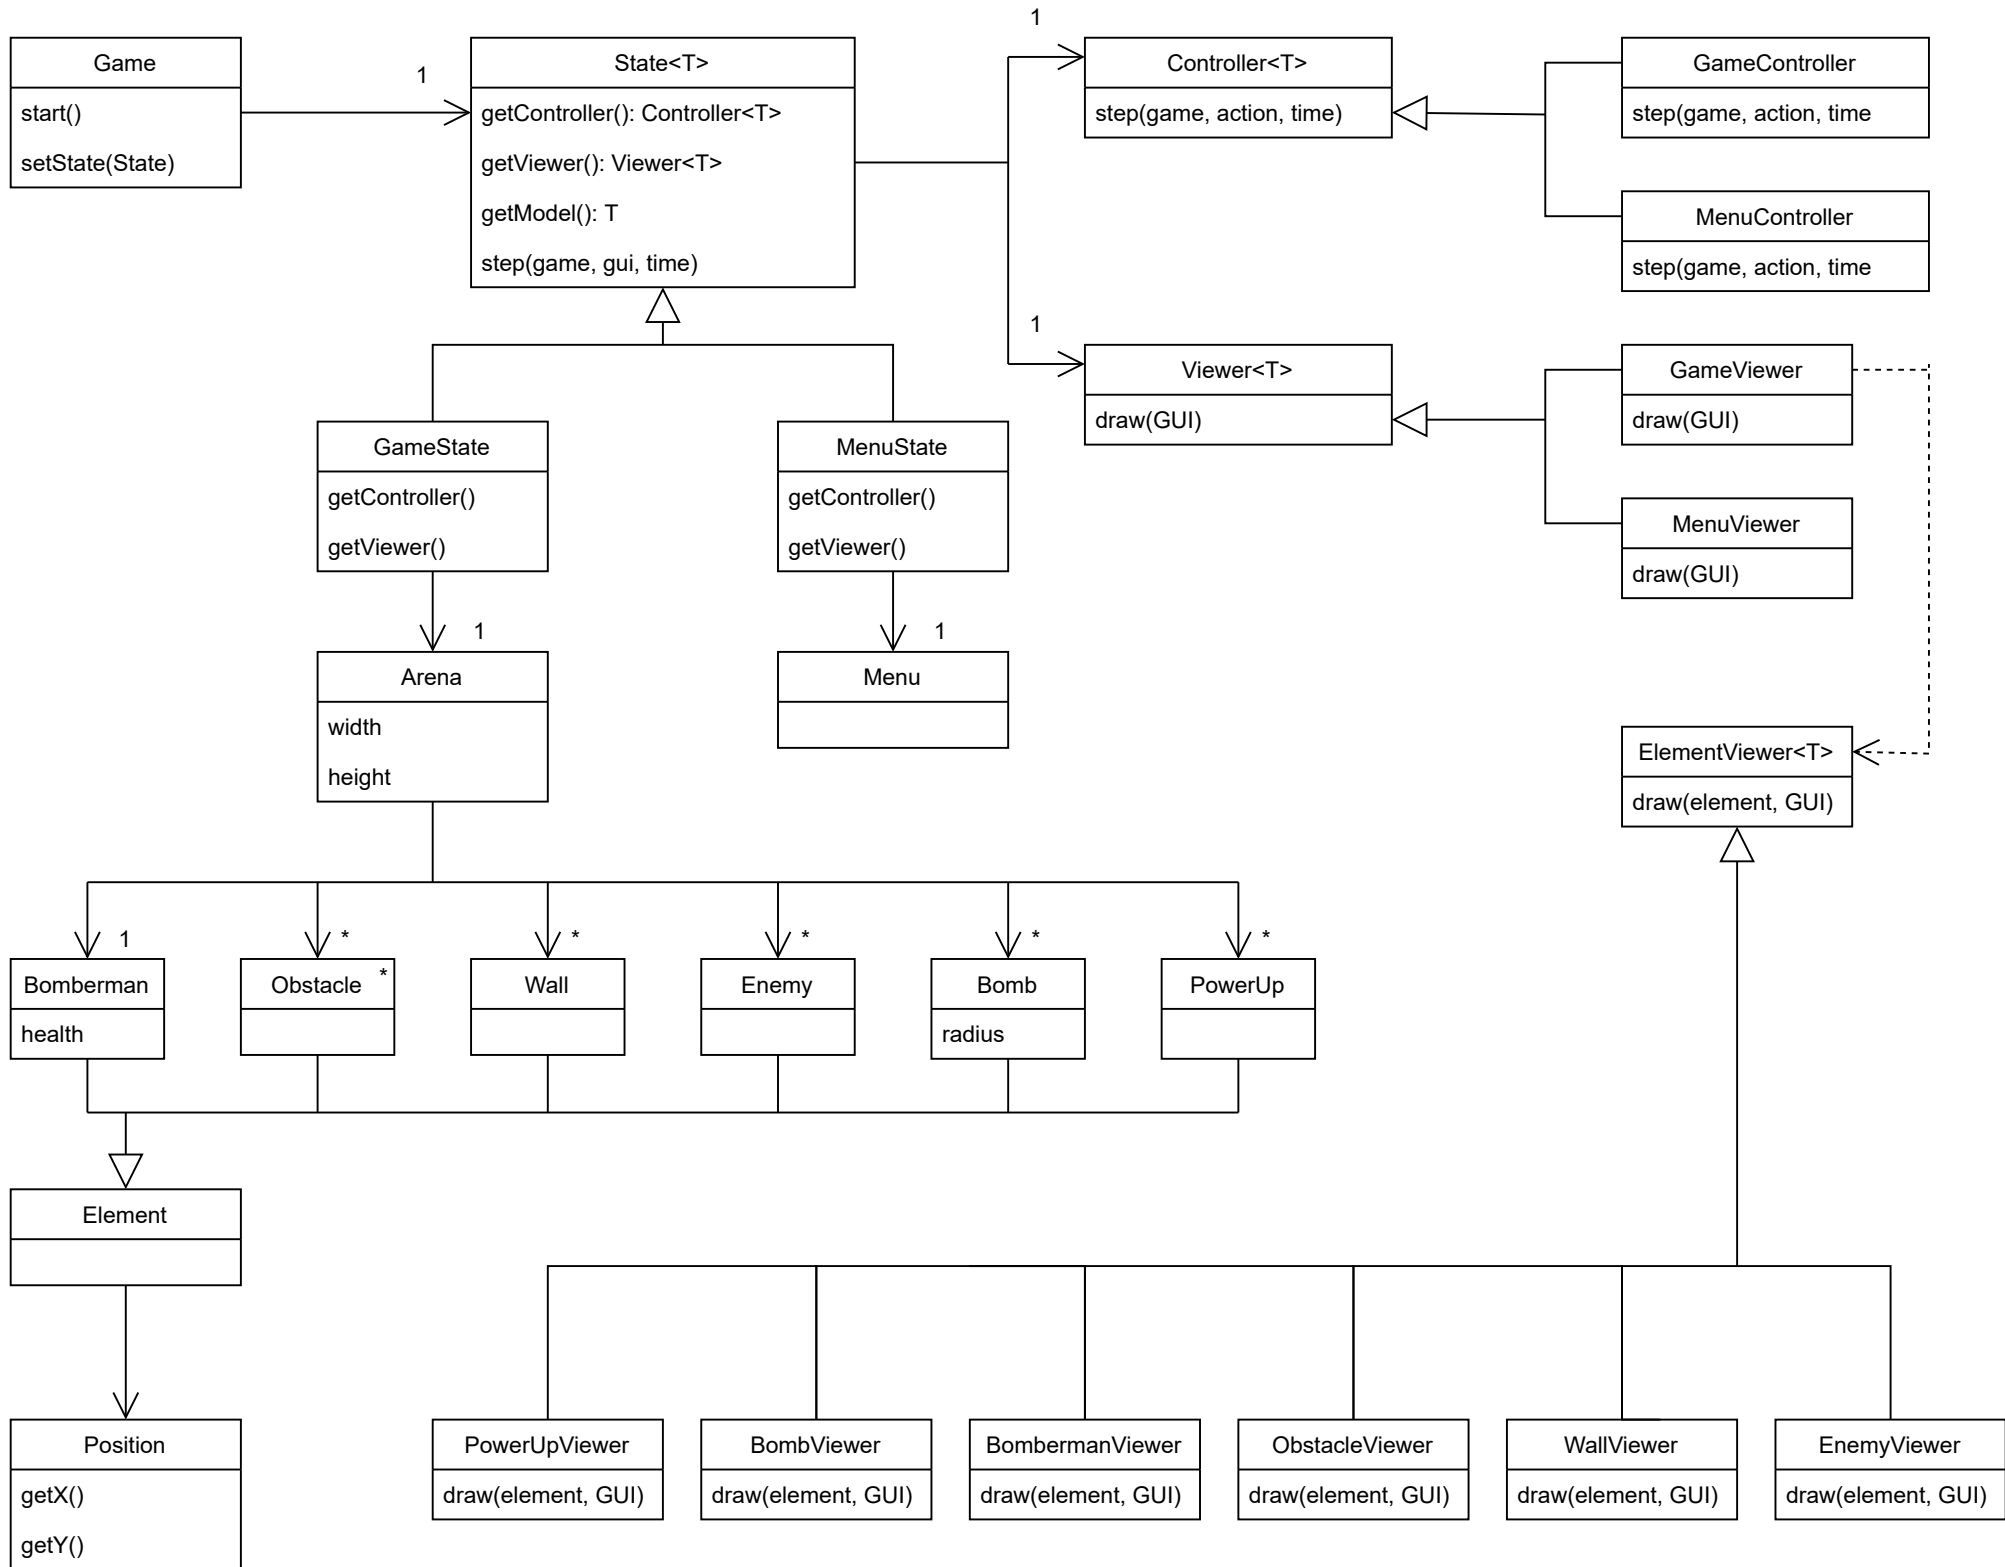 1
Game
start()
setState(State)
1
State<T>
getController(): Controller<T>
getViewer(): Viewer<T>
getModel(): T
step(game, gui, time)
Controller<T>
step(game, action, time)
GameController
step(game, action, time
MenuController
step(game, action, time
1
Viewer<T>
draw(GUI)
GameViewer
draw(GUI)
MenuViewer
draw(GUI)
GameState
getController()
getViewer()
MenuState
getController()
getViewer()
1
1
Arena
width
height
Menu
ElementViewer<T>
draw(element, GUI)
1
*
*
*
*
*
Bomberman
health
Obstacle
*
Wall
Enemy
Bomb
radius
PowerUp
Element
Position
getX()
getY()
PowerUpViewer
draw(element, GUI)
BombViewer
draw(element, GUI)
BombermanViewer
draw(element, GUI)
ObstacleViewer
draw(element, GUI)
WallViewer
draw(element, GUI)
EnemyViewer
draw(element, GUI)